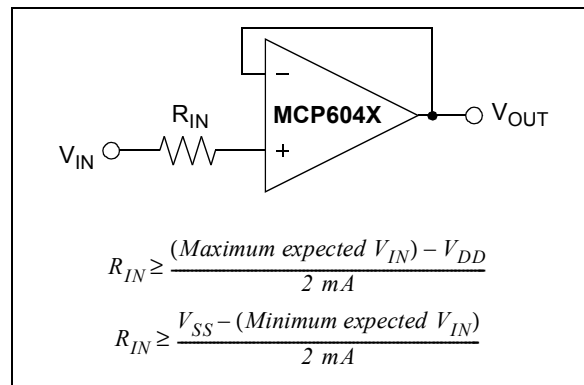 −
MCP604X
V_OUT
R_IN
V_IN
+
R_IN ≥ (Maximum expected V_IN) − V_DD / 2 mA
R_IN ≥ V_SS − (Minimum expected V_IN) / 2 mA